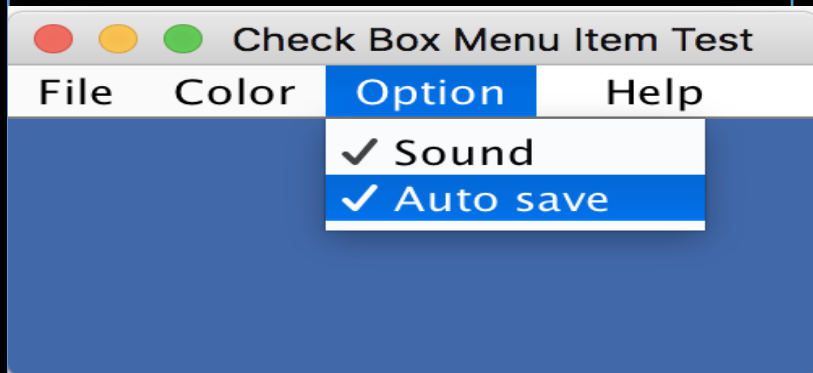 Check Box Menu Item Test
File Color Option Help
Sound
Auto save